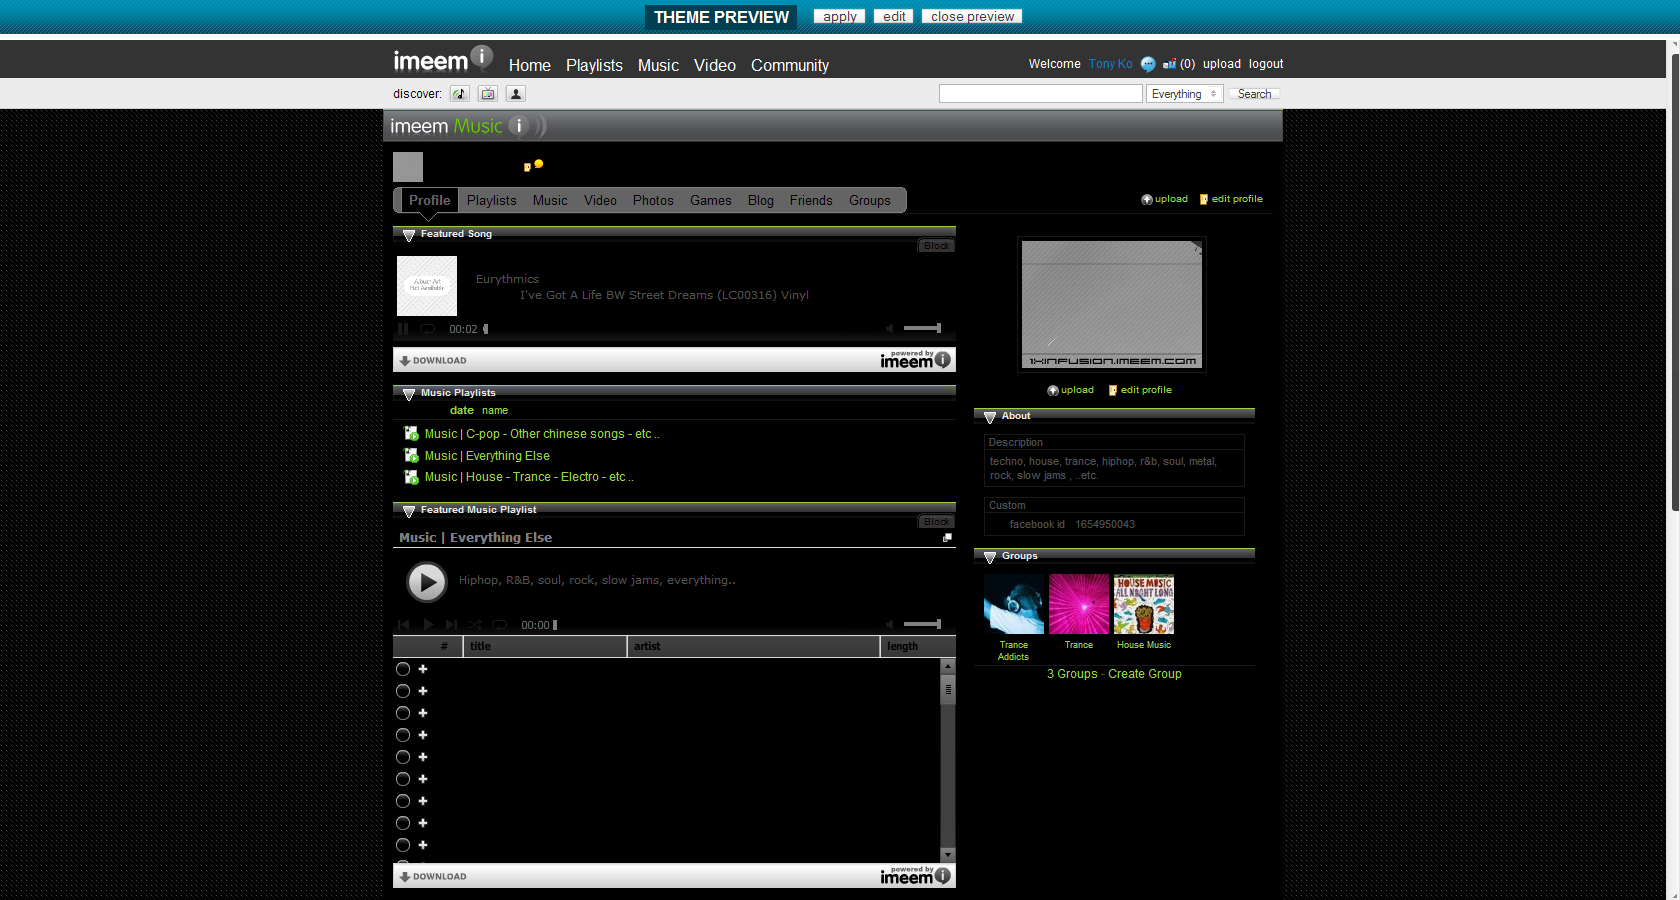 THEME PREVIEW apply edit close preview
imeem i Home Playlists Music Video Community Welcome Tony Ko (0) upload logout
discover: Everything Search
imeem Music i
Profile Playlists Music Video Photos Games Blog Friends Groups upload edit profile
Featured Song
Block
Album Art
Not Available
Eurythmics
I've Got A Life BW Street Dreams (LC00316) Vinyl
00:02
DOWNLOAD powered by imeem i
Music Playlists
date name
Music | C-pop - Other chinese songs - etc ..
Music | Everything Else
Music | House - Trance - Electro - etc ..
Featured Music Playlist
Block
Music | Everything Else
Hiphop, R&B, soul, rock, slow jams, everything..
00:00
# title artist length
DOWNLOAD powered by imeem i
1XINFUSION.IMEEM.COM
upload edit profile
About
Description
techno, house, trance, hiphop, r&b, soul, metal,
rock, slow jams , ..etc.
Custom
facebook id 1654950043
Groups
HOUSE MUSIC
ALL NIGHT LONG
Trance Addicts
Trance
House Music
3 Groups - Create Group